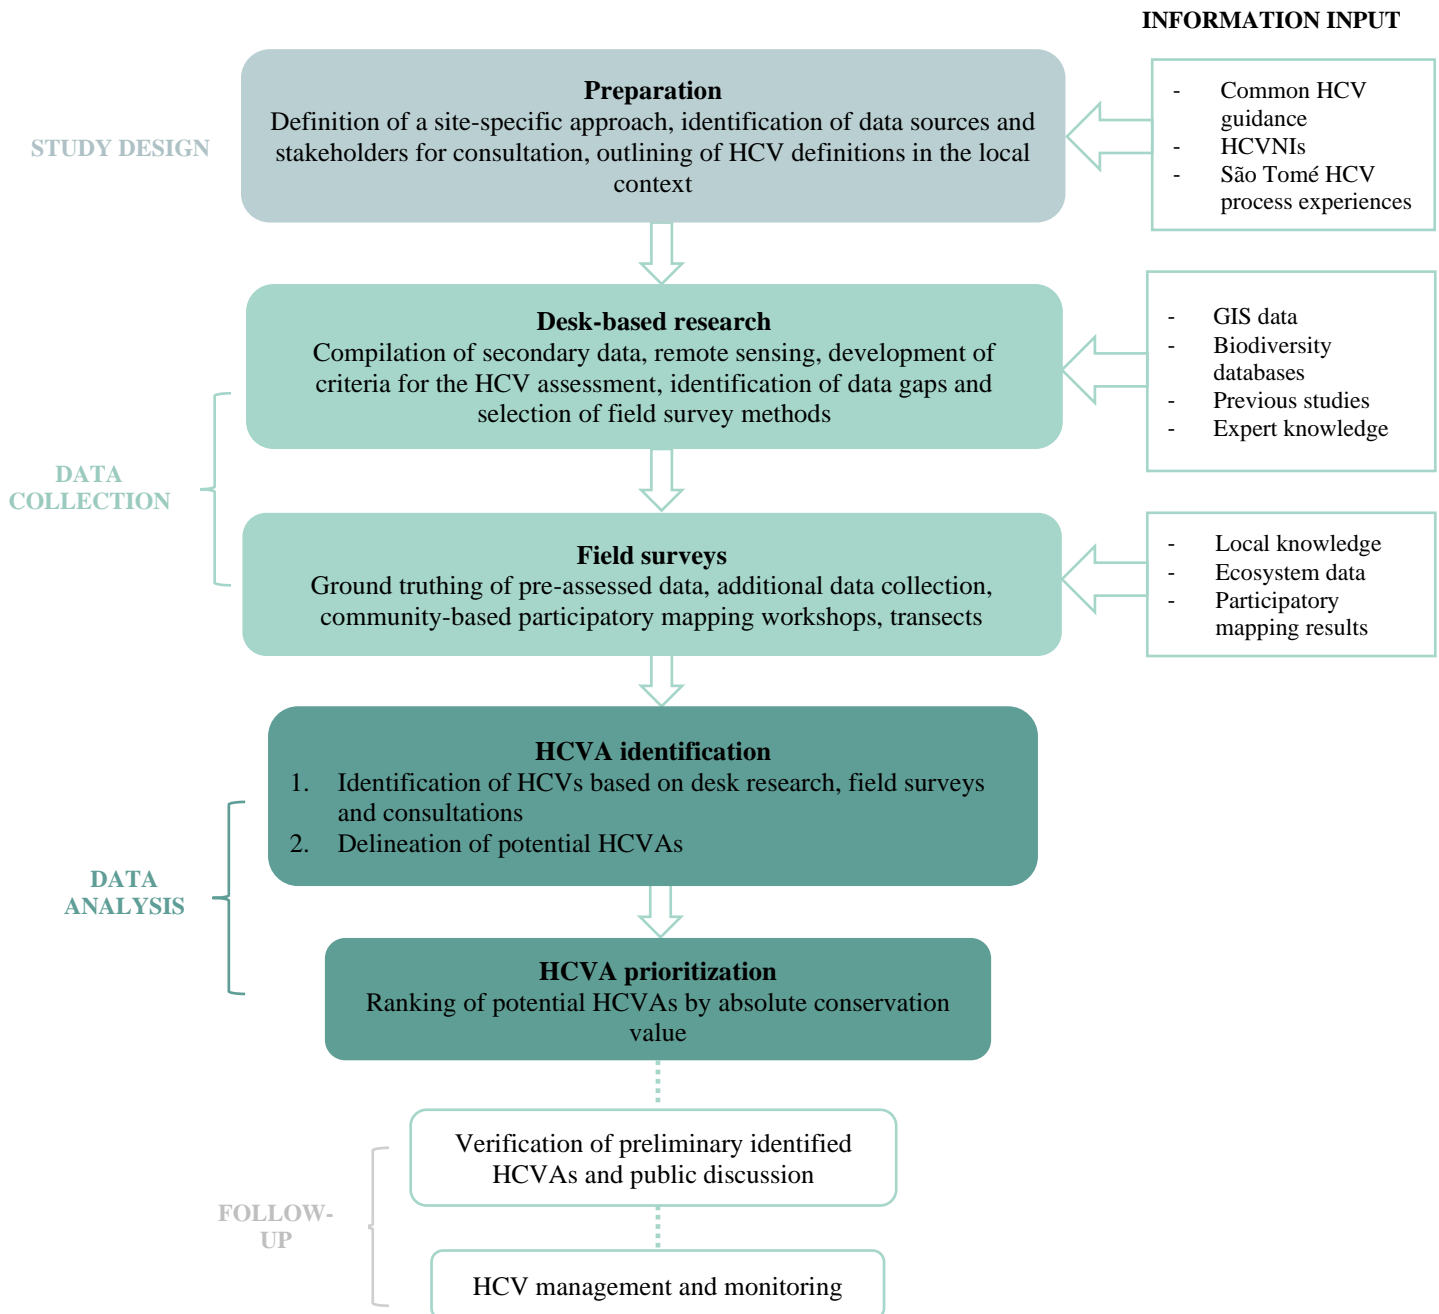 INFORMATION INPUT
STUDY DESIGN
Preparation
Definition of a site-specific approach, identification of data sources and
stakeholders for consultation, outlining of HCV definitions in the local
context
- Common HCV
guidance
- HCVNIs
- São Tomé HCV
process experiences
DATA
COLLECTION
Desk-based research
Compilation of secondary data, remote sensing, development of
criteria for the HCV assessment, identification of data gaps and
selection of field survey methods
- GIS data
- Biodiversity
databases
- Previous studies
- Expert knowledge
Field surveys
Ground truthing of pre-assessed data, additional data collection,
community-based participatory mapping workshops, transects
- Local knowledge
- Ecosystem data
- Participatory
mapping results
DATA
ANALYSIS
HCVA identification
1. Identification of HCVs based on desk research, field surveys
and consultations
2. Delineation of potential HCVAs
HCVA prioritization
Ranking of potential HCVAs by absolute conservation
value
FOLLOW-
UP
Verification of preliminary identified
HCVAs and public discussion
HCV management and monitoring